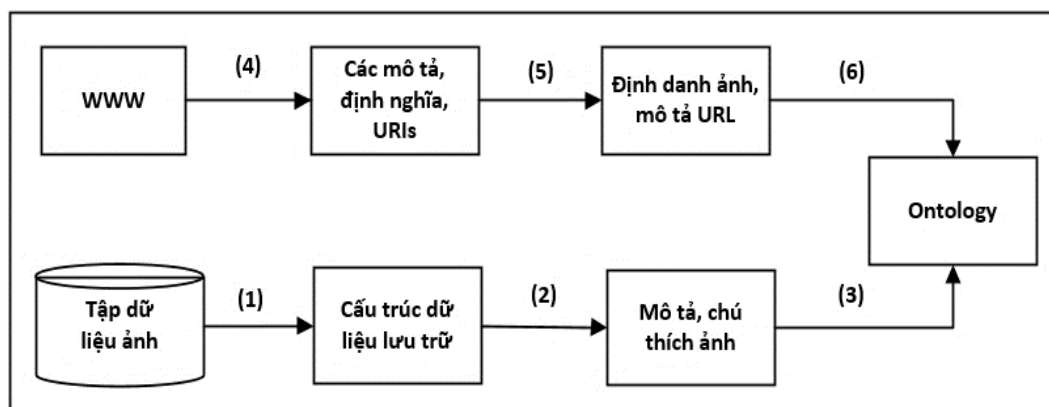 WWW
(4)
Các mô tả,
định nghĩa,
URIs
(5)
Định danh ảnh,
mô tả URL
(6)
Ontology
Tập dữ
liệu ảnh
(1)
Cấu trúc dữ
liệu lưu trữ
(2)
Mô tả, chú
thích ảnh
(3)